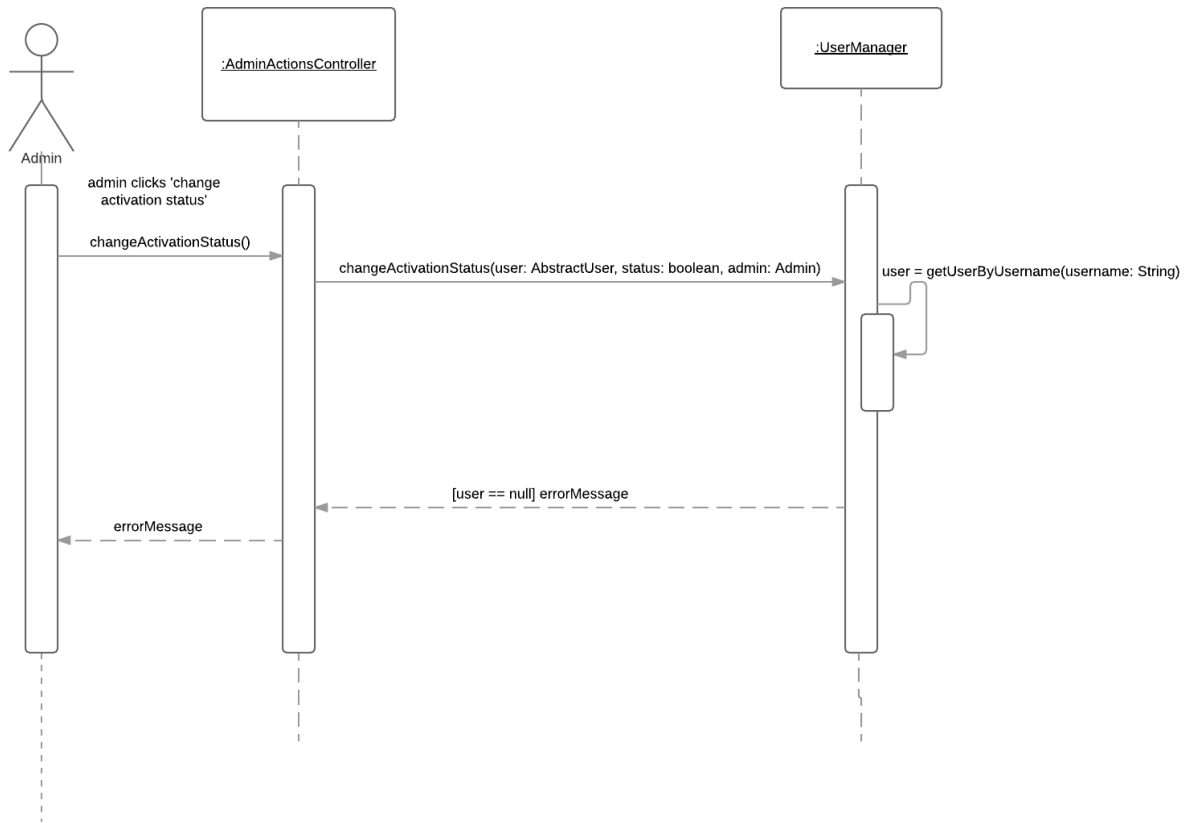 :AdminActionsController
:UserManager
Admin
admin clicks 'change
activation status'
changeActivationStatus()
changeActivationStatus(user: AbstractUser, status: boolean, admin: Admin)
user = getUserByUsername(username: String)
[user == null] errorMessage
errorMessage